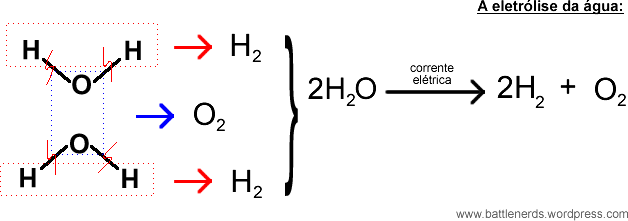 A eletrólise da água:
H H H₂
O
O₂
O
H H H₂
2H₂O corrente elétrica 2H₂ + O₂
www.battlenerds.wordpress.com